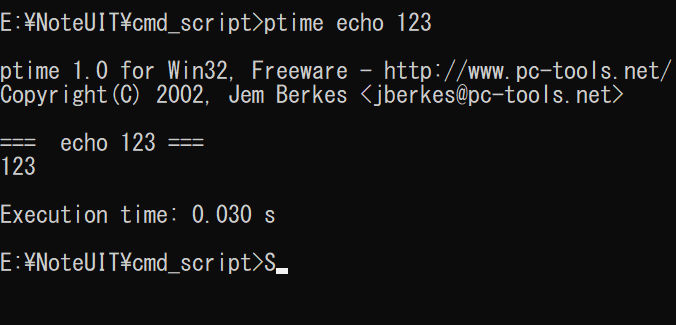 E:¥NoteUIT¥cmd_script>ptime echo 123
ptime 1.0 for Win32, Freeware - http://www.pc-tools.net/
Copyright(C) 2002, Jem Berkes <jberkes@pc-tools.net>
===  echo 123 ===
123
Execution time: 0.030 s
E:¥NoteUIT¥cmd_script>S